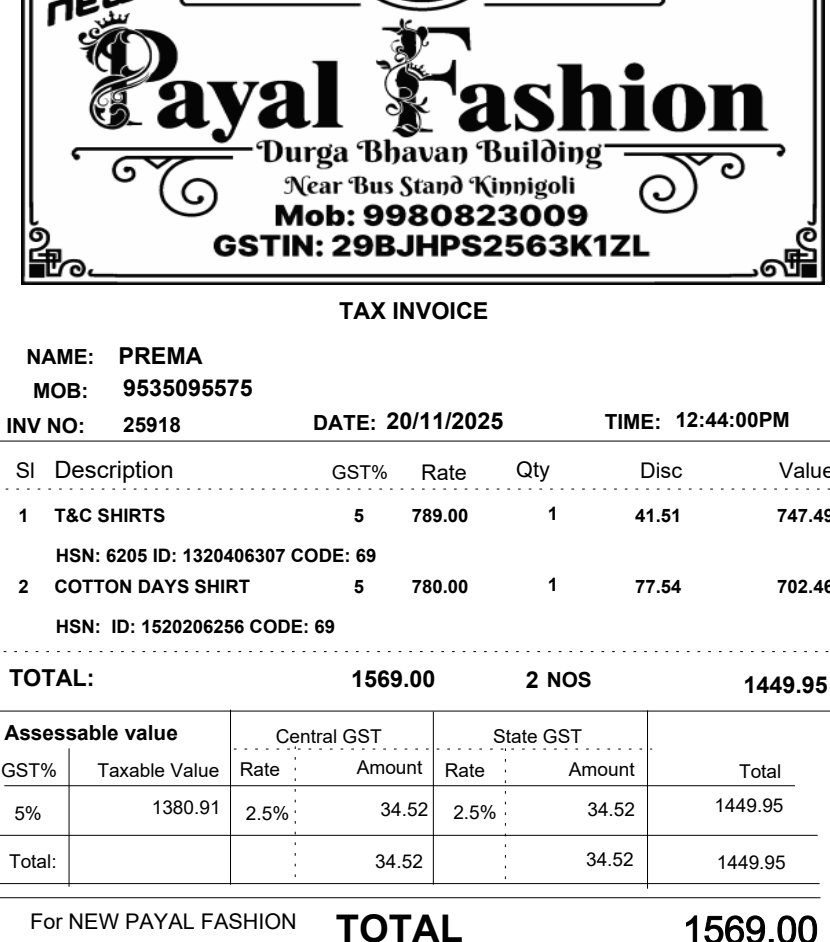 new
Payal Fashion
Durga Bhavan Building
Near Bus Stand Kinnigoli
Mob: 9980823009
GSTIN: 29BJHPS2563K1ZL
TAX INVOICE
NAME: PREMA
MOB: 9535095575
INV NO: 25918 DATE: 20/11/2025 TIME: 12:44:00PM
Sl Description GST% Rate Qty Disc Value
1 T&C SHIRTS 5 789.00 1 41.51 747.49
HSN: 6205 ID: 1320406307 CODE: 69
2 COTTON DAYS SHIRT 5 780.00 1 77.54 702.46
HSN: ID: 1520206256 CODE: 69
TOTAL: 1569.00 2 NOS 1449.95
Assessable value Central GST State GST
GST% Taxable Value Rate Amount Rate Amount Total
5% 1380.91 2.5% 34.52 2.5% 34.52 1449.95
Total: 34.52 34.52 1449.95
For NEW PAYAL FASHION TOTAL 1569.00